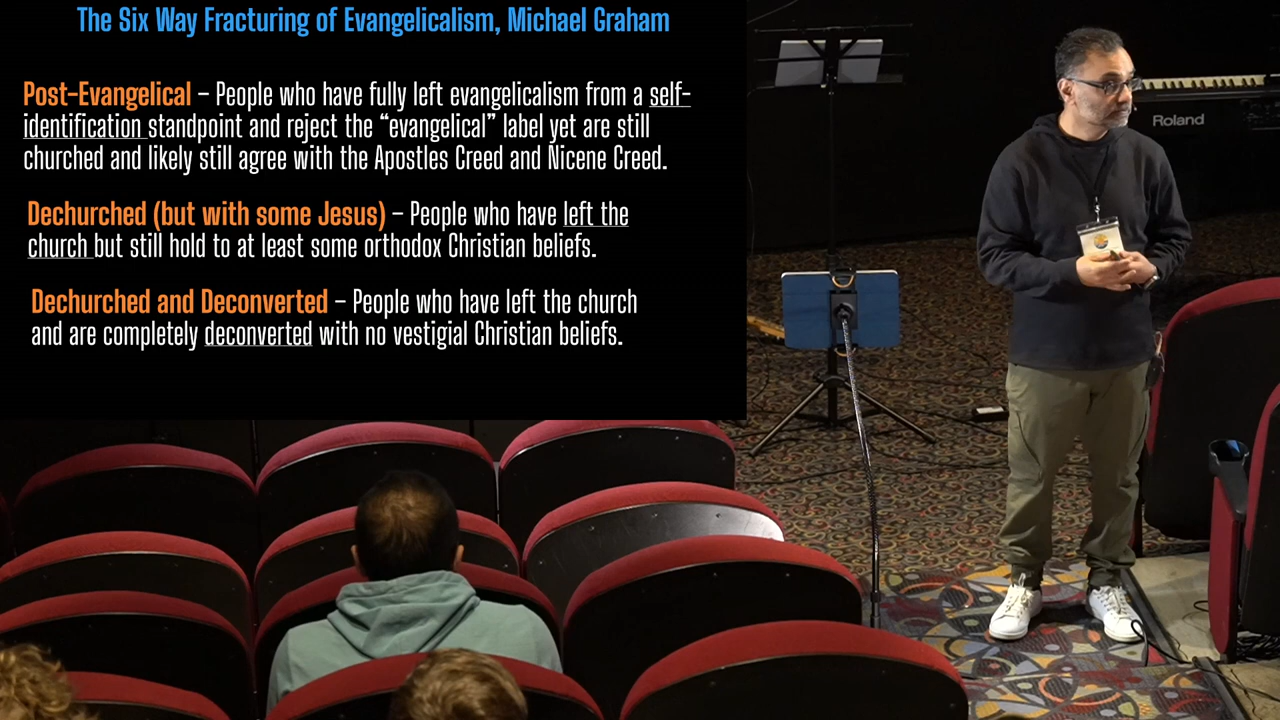 The Six Way Fracturing of Evangelicalism, Michael Graham
Post-Evangelical – People who have fully left evangelicalism from a self-
identification standpoint and reject the “evangelical” label yet are still
churched and likely still agree with the Apostles Creed and Nicene Creed.
Dechurched (but with some Jesus) – People who have left the
church but still hold to at least some orthodox Christian beliefs.
Dechurched and Deconverted – People who have left the church
and are completely deconverted with no vestigial Christian beliefs.
Roland